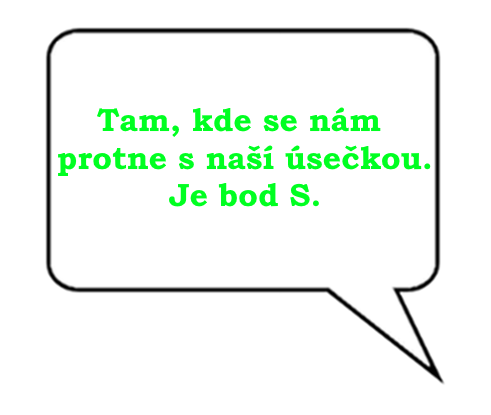 Tam, kde se nám
protne s naší úsečkou.
Je bod S.